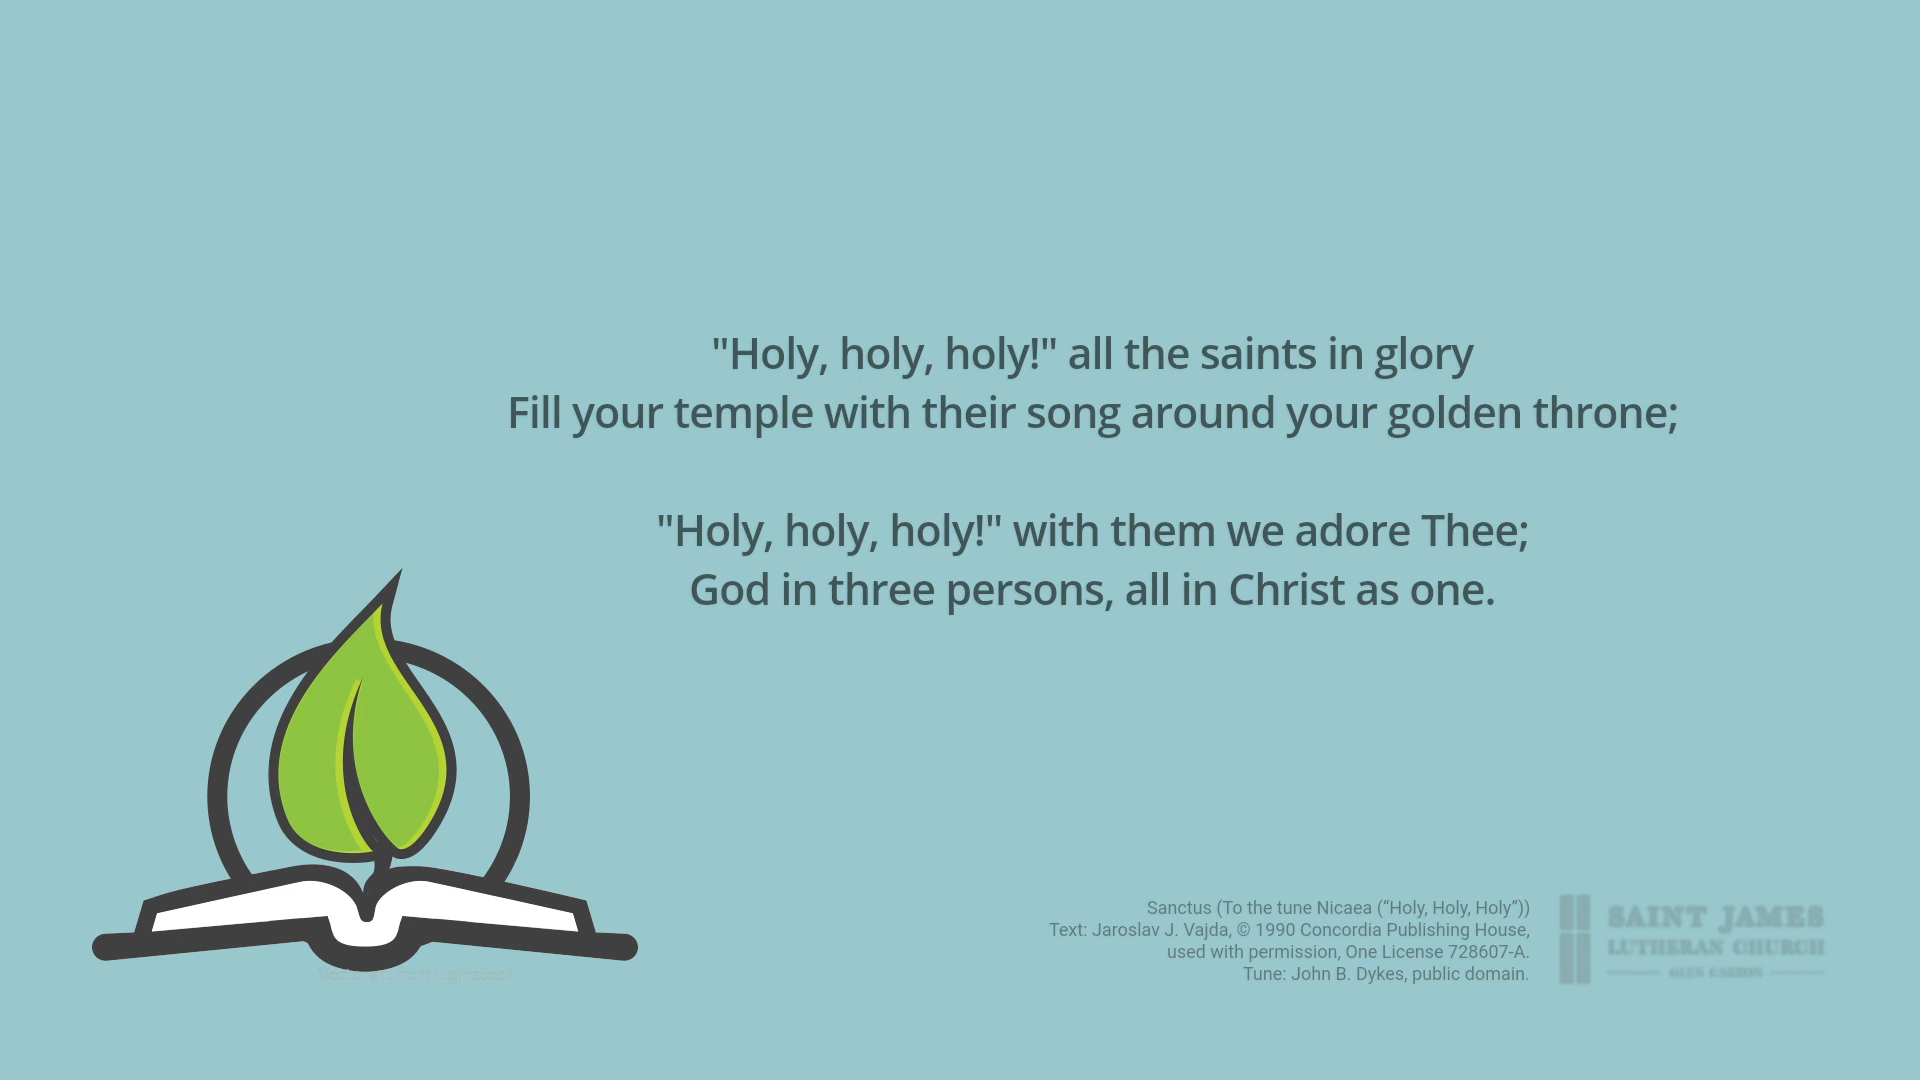 "Holy, holy, holy!" all the saints in glory
Fill your temple with their song around your golden throne;
"Holy, holy, holy!" with them we adore Thee;
God in three persons, all in Christ as one.
Sanctus (To the tune Nicaea (“Holy, Holy, Holy”))
Text: Jaroslav J. Vajda, © 1990 Concordia Publishing House,
used with permission, One License 728607-A.
Tune: John B. Dykes, public domain.
SAINT JAMES
LUTHERAN CHURCH
GLEN CARBON